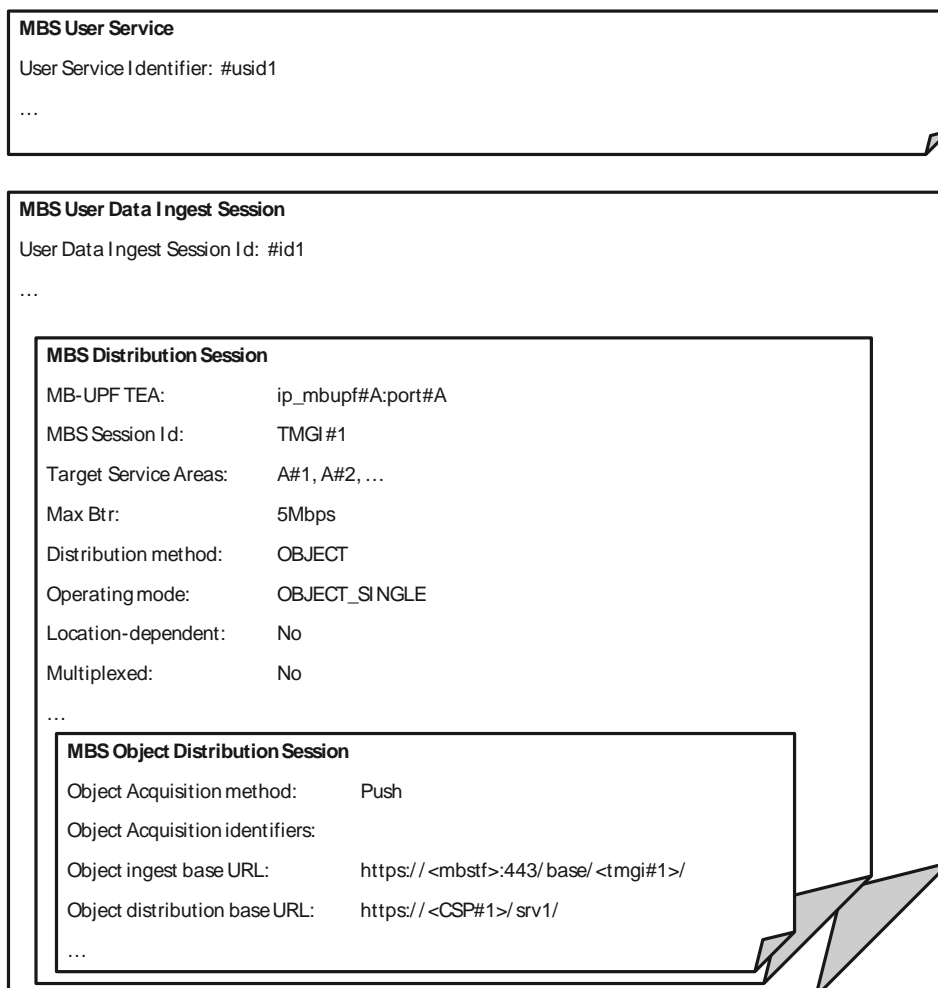 MBS User Service
User Service Identifier: #usid1
…
MBS User Data Ingest Session
User Data Ingest Session Id: #id1
…
MBS Distribution Session
MB-UPF TEA: ip_mbupf#A:port#A
MBS Session Id: TMGI#1
Target Service Areas: A#1, A#2, …
Max Btr: 5Mbps
Distribution method: OBJECT
Operating mode: OBJECT_SINGLE
Location-dependent: No
Multiplexed: No
…
MBS Object Distribution Session
Object Acquisition method: Push
Object Acquisition identifiers:
Object ingest base URL: https://<mbstf>:443/base/<tmgi#1>/
Object distribution base URL: https://<CSP#1>/srv1/
…